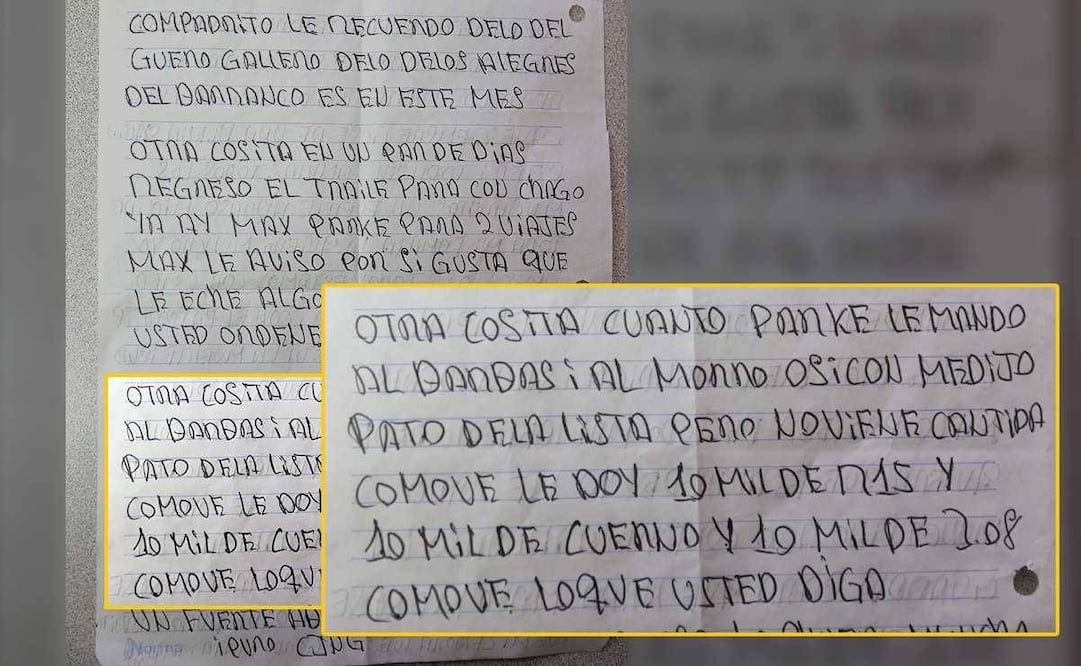 COMPADRITO LE RECUERDO DELO DEL
GUERO GALLERO DELO DELOS ALEGRES
DEL BARRANCO ES EN ESTE MES
OTRA COSITA EN UN PAR DE DIAS
REGRESO EL TRAILE PARA CON CHAGO
YA AY MAX PARKE PARA 2 VIAJES
MAX LE AVISO POR SI GUSTA QUE
LE ECHE ALGO
USTED ORDENE
OTRA COSITA CU
AL BARBAS i AL
PATO DELA LISTA
COMOVE LE DOY
10 MIL DE CUER
COMOVE LOQV
UN FUERTE AB
CJNG
OTRA COSITA CUANTO PARKE LE MANDO
AL BARBAS i AL MORRO OSICON MEDIJO
PATO DELA LISTA PERO NOVIENE CANTIDA
COMOVE LE DOY 10 MIL DE R15 Y
10 MIL DE CUERNO Y 10 MIL DE 3.08
COMOVE LOQVE USTED DIGA